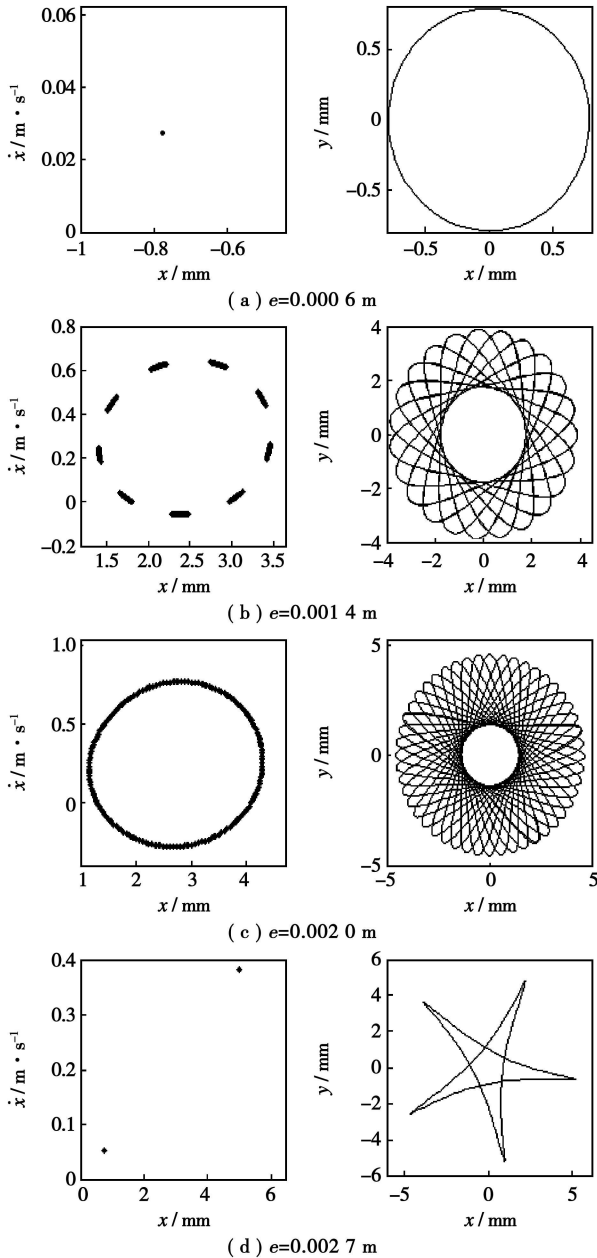 0.06
0.04
0.02
0
ẋ / m · s⁻¹
−1 −0.8 −0.6
x / mm
0.5
0
−0.5
y / mm
−0.5 0 0.5
x / mm
( a ) e=0.000 6 m
0.8
0.6
0.4
0.2
0
−0.2
ẋ / m · s⁻¹
1.5 2.0 2.5 3.0 3.5
x / mm
4
2
0
−2
−4
y / mm
−4 −2 0 2 4
x / mm
( b ) e=0.001 4 m
1.0
0.5
0
ẋ / m · s⁻¹
1 2 3 4
x / mm
5
0
−5
y / mm
−5 0 5
x / mm
( c ) e=0.002 0 m
0.4
0.3
0.2
0.1
0
ẋ / m · s⁻¹
0 2 4 6
x / mm
6
4
2
0
−2
−4
−6
y / mm
−5 0 5
x / mm
( d ) e=0.002 7 m